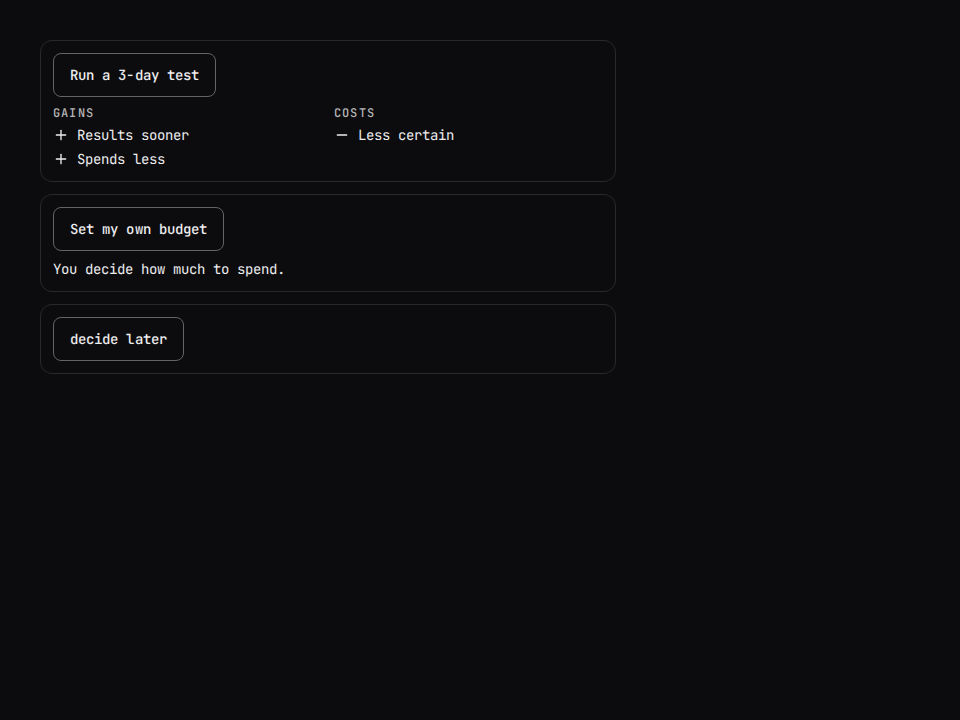 Run a 3-day test
GAINS
+ Results sooner
+ Spends less
COSTS
− Less certain
Set my own budget
You decide how much to spend.
decide later